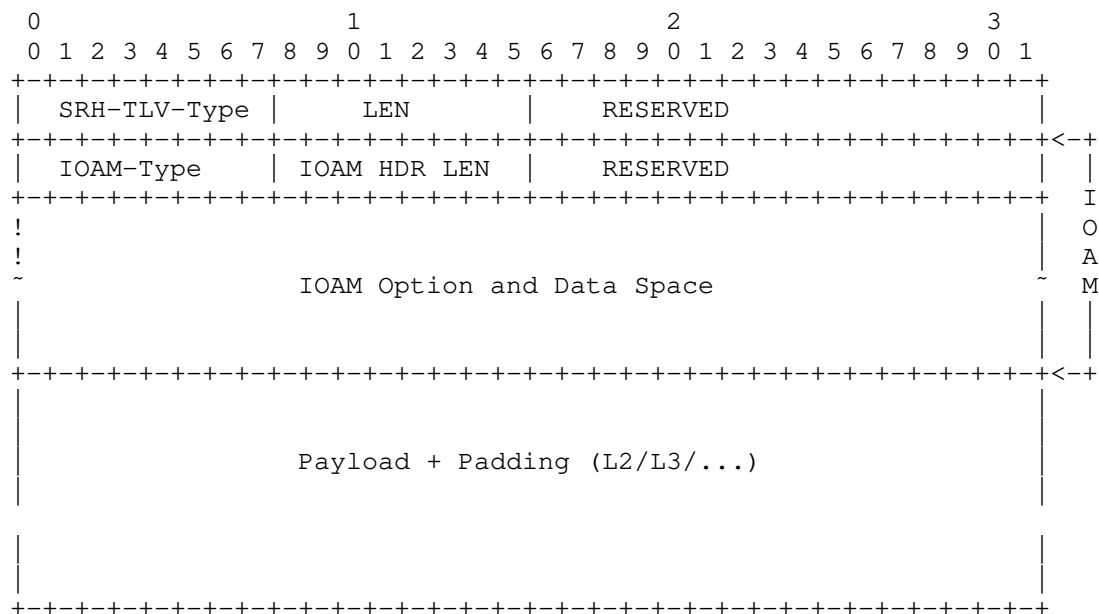 0                   1                   2                   3
0 1 2 3 4 5 6 7 8 9 0 1 2 3 4 5 6 7 8 9 0 1 2 3 4 5 6 7 8 9 0 1
+-+-+-+-+-+-+-+-+-+-+-+-+-+-+-+-+-+-+-+-+-+-+-+-+-+-+-+-+-+-+-+-+
|  SRH-TLV-Type |     LEN       |    RESERVED                   |
+-+-+-+-+-+-+-+-+-+-+-+-+-+-+-+-+-+-+-+-+-+-+-+-+-+-+-+-+-+-+-+-+<-+
|  IOAM-Type    | IOAM HDR LEN  |    RESERVED                   |  |
+-+-+-+-+-+-+-+-+-+-+-+-+-+-+-+-+-+-+-+-+-+-+-+-+-+-+-+-+-+-+-+-+  I
!                                                               |  O
!                                                               |  A
~                 IOAM Option and Data Space                    ~  M
|                                                               |  |
|                                                               |  |
+-+-+-+-+-+-+-+-+-+-+-+-+-+-+-+-+-+-+-+-+-+-+-+-+-+-+-+-+-+-+-+-+<-+
|                                                               |
|                                                               |
|                 Payload + Padding (L2/L3/...)                 |
|                                                               |
|                                                               |
|                                                               |
+-+-+-+-+-+-+-+-+-+-+-+-+-+-+-+-+-+-+-+-+-+-+-+-+-+-+-+-+-+-+-+-+